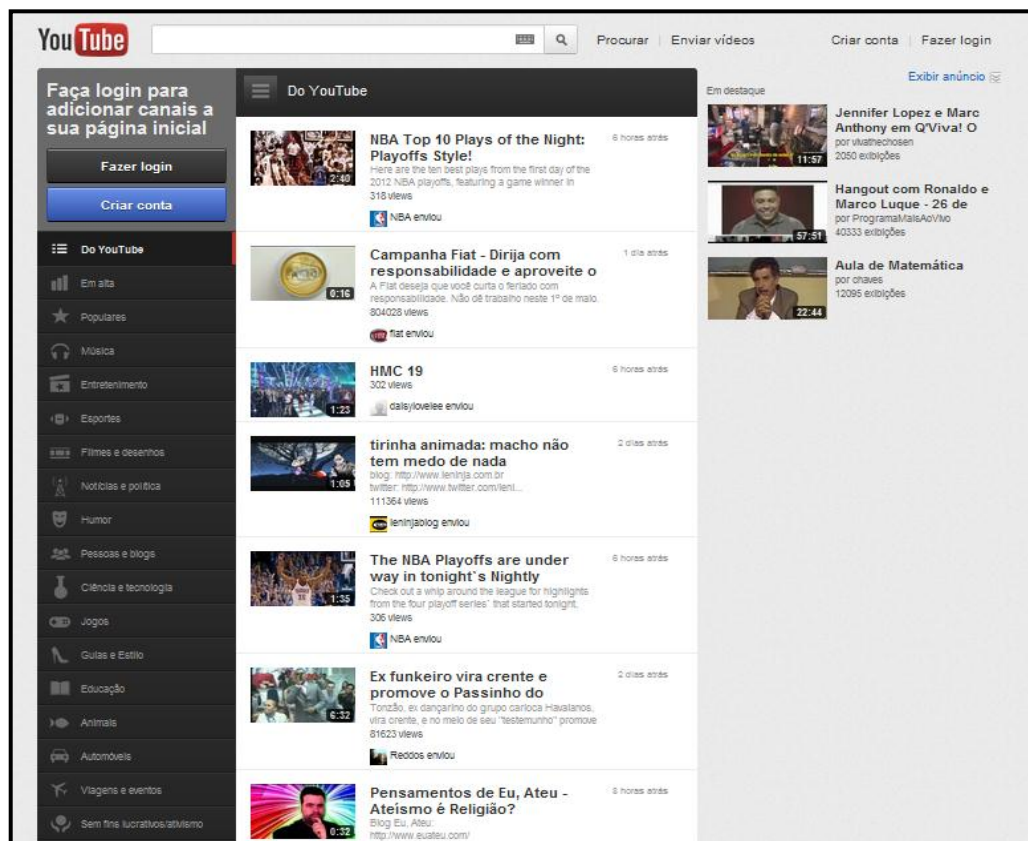 YouTube
Procurar
Enviar vídeos
Criar conta
Fazer login
Faça login para
adicionar canais a
sua página inicial
Fazer login
Criar conta
Do YouTube
Em alta
Populares
Música
Entretenimento
Esportes
Filmes e desenhos
Notícias e política
Humor
Pessoas e blogs
Ciência e tecnologia
Jogos
Guias e Estilo
Educação
Animais
Automóveis
Viagens e eventos
Sem fins lucrativos/ativismo
Do YouTube
2:40
NBA Top 10 Plays of the Night:
Playoffs Style!
6 horas atrás
Here are the ten best plays from the first day of the
2012 NBA playoffs, featuring a game winner in
318 views
NBA enviou
0:16
Campanha Fiat - Dirija com
responsabilidade e aproveite o
1 dia atrás
A Fiat deseja que você curta o feriado com
responsabilidade. Não dê trabalho neste 1º de maio.
804028 views
fiat enviou
1:23
HMC 19
6 horas atrás
302 views
daisylovelee enviou
1:05
tirinha animada: macho não
tem medo de nada
2 dias atrás
blog: http://www.leninja.com.br
twitter: http://www.twitter.com/leni...
111364 views
leninjablog enviou
1:35
The NBA Playoffs are under
way in tonight`s Nightly
6 horas atrás
Check out a whip around the league for highlights
from the four playoff series` that started tonight.
306 views
NBA enviou
6:32
Ex funkeiro vira crente e
promove o Passinho do
2 dias atrás
Tonzão, ex dançarino do grupo carioca Havaianos,
vira crente, e no meio de seu "testemunho" promove
81623 views
Reddos enviou
0:32
Pensamentos de Eu, Ateu -
Ateísmo é Religião?
8 horas atrás
Blog Eu, Ateu:
http://www.euateu.com/
Exibir anúncio
Em destaque
11:57
Jennifer Lopez e Marc
Anthony em Q'Viva! O
por vivathechosen
2050 exibições
57:51
Hangout com Ronaldo e
Marco Luque - 26 de
por ProgramaMaisAoVivo
40333 exibições
22:44
Aula de Matemática
por chaves
12095 exibições